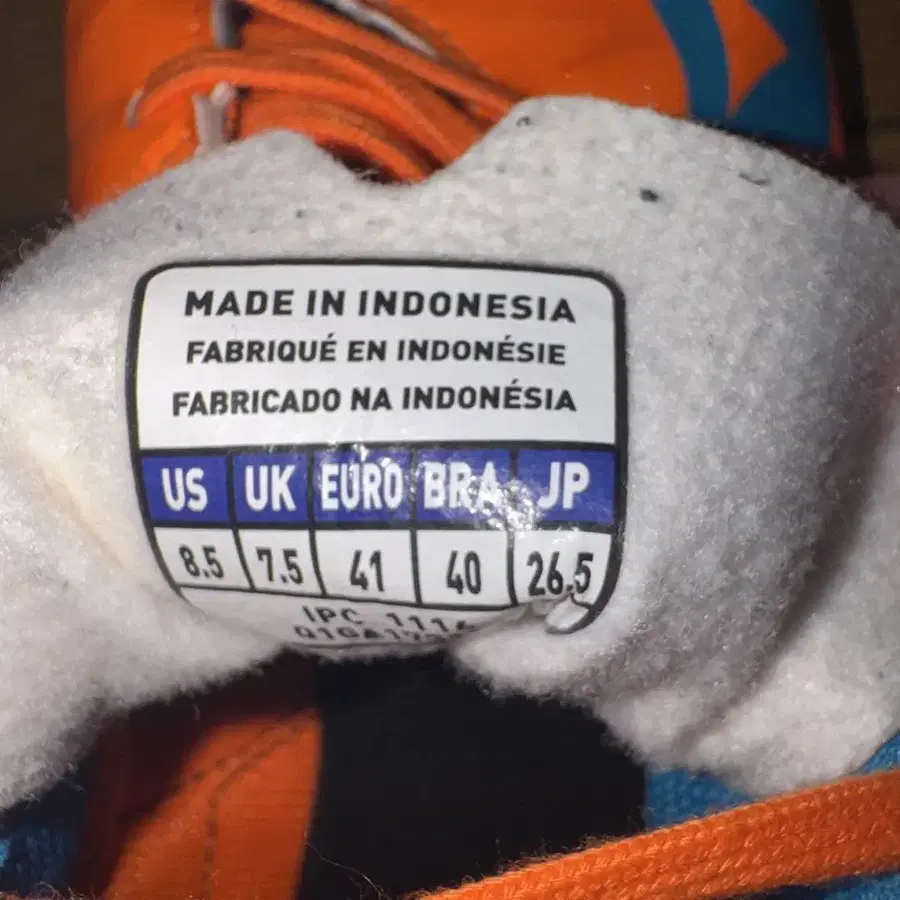 MADE IN INDONESIA
FABRIQUÉ EN INDONÉSIE
FABRICADO NA INDONÉSIA
US UK EURO BRA JP
8.5 7.5 41 40 26.5
IPC